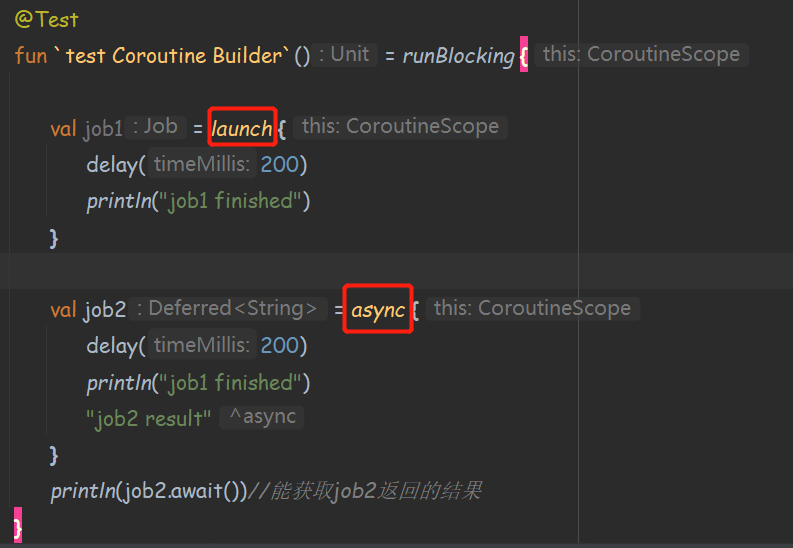 @Test
fun `test Coroutine Builder`() : Unit = runBlocking { this: CoroutineScope
val job1 : Job = launch { this: CoroutineScope
delay( timeMillis: 200)
println("job1 finished")
}
val job2 : Deferred<String> = async { this: CoroutineScope
delay( timeMillis: 200)
println("job1 finished")
"job2 result" ^async
}
println(job2.await())//能获取job2返回的结果
}